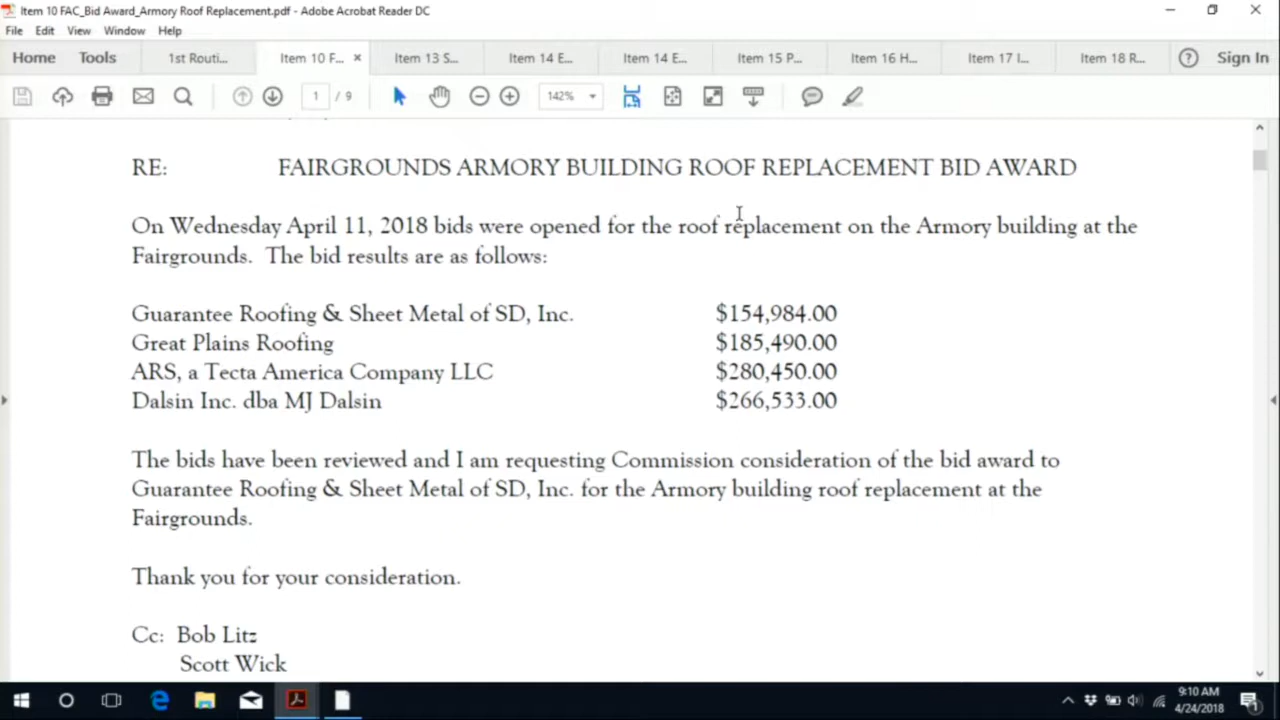 Item 10 FAC_Bid Award_Armory Roof Replacement.pdf - Adobe Acrobat Reader DC
File Edit View Window Help
Home Tools 1st Routi... Item 10 F... Item 13 S... Item 14 E... Item 14 E... Item 15 P... Item 16 H... Item 17 I... Item 18 R... Sign In
1 / 9 142%
RE: FAIRGROUNDS ARMORY BUILDING ROOF REPLACEMENT BID AWARD
On Wednesday April 11, 2018 bids were opened for the roof replacement on the Armory building at the
Fairgrounds. The bid results are as follows:
Guarantee Roofing & Sheet Metal of SD, Inc. $154,984.00
Great Plains Roofing $185,490.00
ARS, a Tecta America Company LLC $280,450.00
Dalsin Inc. dba MJ Dalsin $266,533.00
The bids have been reviewed and I am requesting Commission consideration of the bid award to
Guarantee Roofing & Sheet Metal of SD, Inc. for the Armory building roof replacement at the
Fairgrounds.
Thank you for your consideration.
Cc: Bob Litz
Scott Wick
9:10 AM
4/24/2018
1